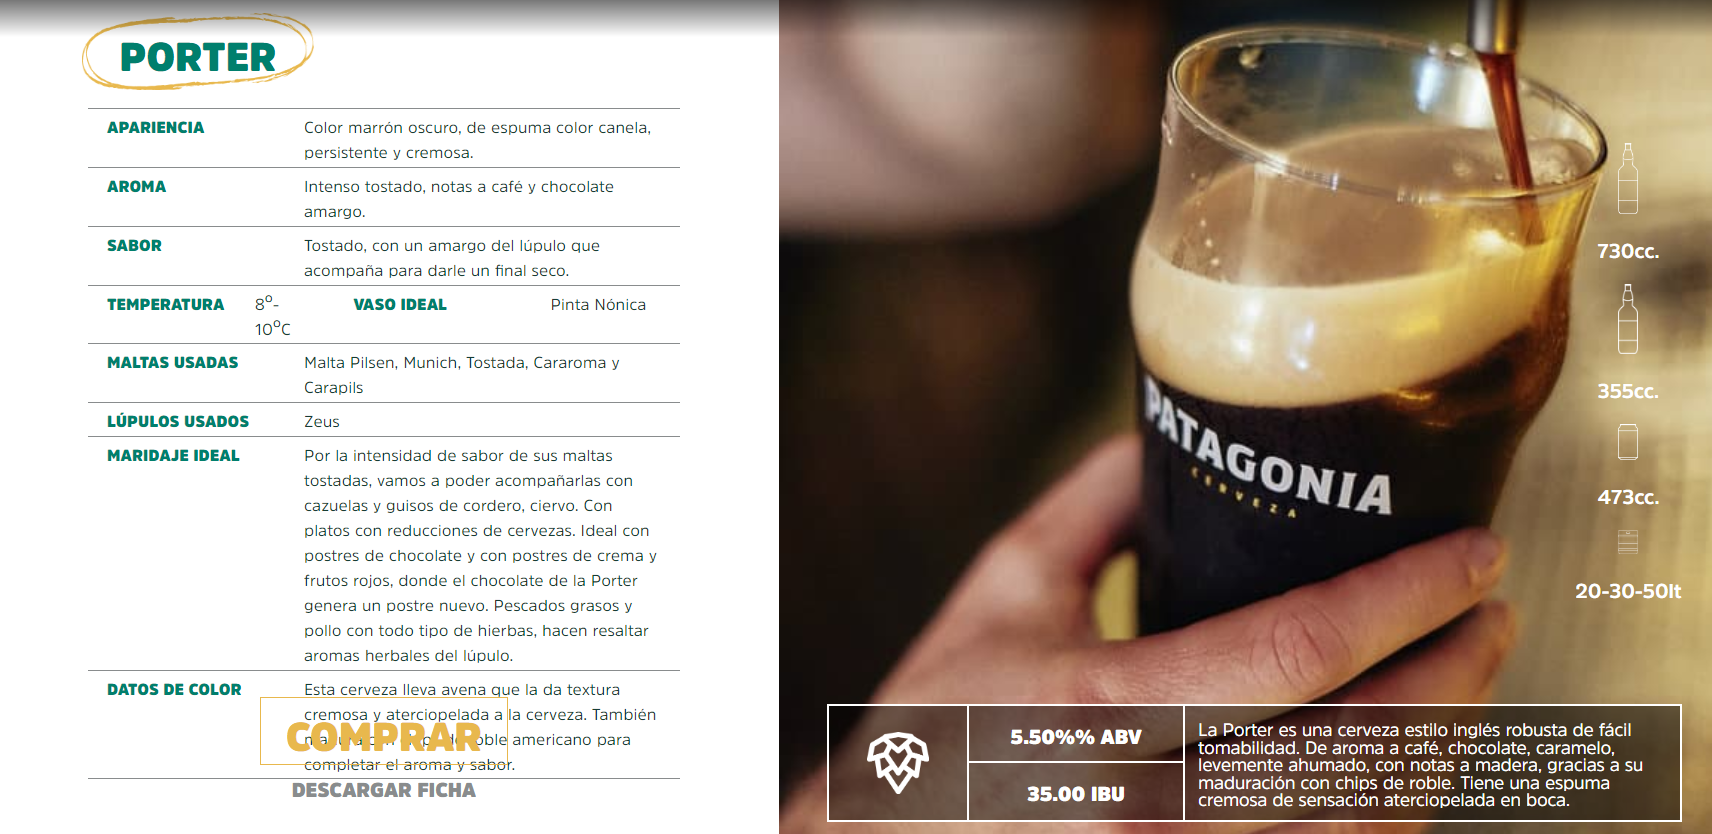 PORTER
APARIENCIA
Color marrón oscuro, de espuma color canela,
persistente y cremosa.
AROMA
Intenso tostado, notas a café y chocolate
amargo.
SABOR
Tostado, con un amargo del lúpulo que
acompaña para darle un final seco.
TEMPERATURA
8º-
10ºC
VASO IDEAL
Pinta Nónica
MALTAS USADAS
Malta Pilsen, Munich, Tostada, Cararoma y
Carapils
LÚPULOS USADOS
Zeus
MARIDAJE IDEAL
Por la intensidad de sabor de sus maltas
tostadas, vamos a poder acompañarlas con
cazuelas y guisos de cordero, ciervo. Con
platos con reducciones de cervezas. Ideal con
postres de chocolate y con postres de crema y
frutos rojos, donde el chocolate de la Porter
genera un postre nuevo. Pescados grasos y
pollo con todo tipo de hierbas, hacen resaltar
aromas herbales del lúpulo.
DATOS DE COLOR
Esta cerveza lleva avena que la da textura
cremosa y aterciopelada a la cerveza. También
roble americano para
completar el aroma y sabor.
COMPRAR
DESCARGAR FICHA
PATAGONIA
CERVEZA
730cc.
355cc.
473cc.
20-30-50lt
5.50%% ABV
35.00 IBU
La Porter es una cerveza estilo inglés robusta de fácil
tomabilidad. De aroma a café, chocolate, caramelo,
levemente ahumado, con notas a madera, gracias a su
maduración con chips de roble. Tiene una espuma
cremosa de sensación aterciopelada en boca.